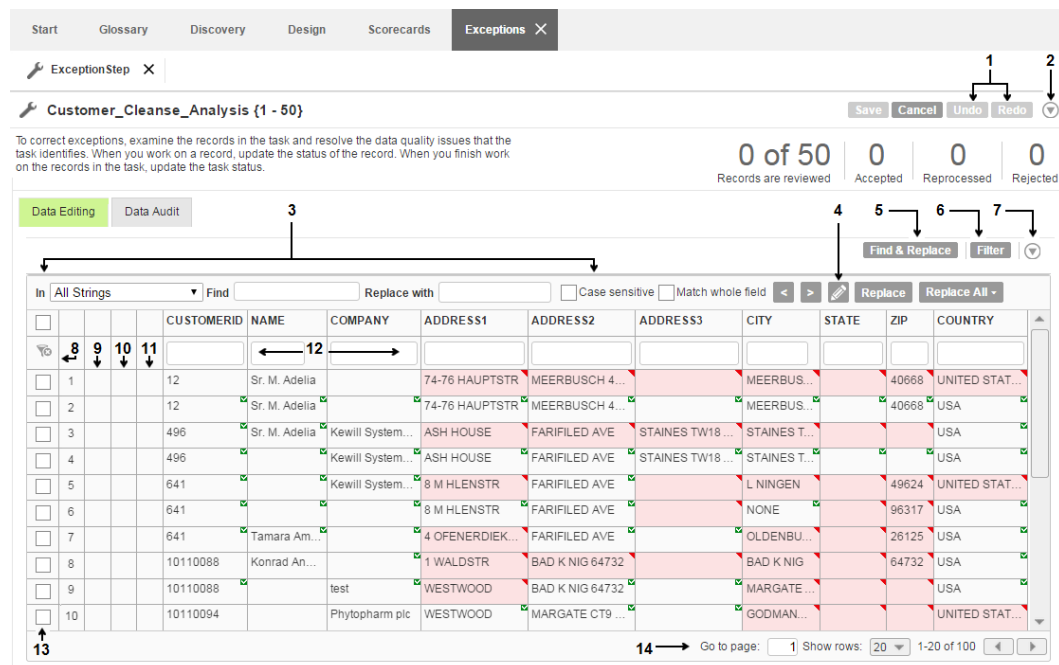 Start Glossary Discovery Design Scorecards Exceptions
ExceptionStep
1 2
Customer_Cleanse_Analysis {1 - 50} Save Cancel Undo Redo
To correct exceptions, examine the records in the task and resolve the data quality issues that the
task identifies. When you work on a record, update the status of the record. When you finish work
on the records in the task, update the task status.
0 of 50 0 0 0
Records are reviewed Accepted Reprocessed Rejected
Data Editing Data Audit 3 4 5 6 7
Find & Replace Filter
In All Strings Find Replace with Case sensitive Match whole field < > Replace Replace All
CUSTOMERID NAME COMPANY ADDRESS1 ADDRESS2 ADDRESS3 CITY STATE ZIP COUNTRY
8 9 10 11 12
1 12 Sr. M. Adelia 74-76 HAUPTSTR MEERBUSCH 4... MEERBUS... 40668 UNITED STAT...
2 12 Sr. M. Adelia 74-76 HAUPTSTR MEERBUSCH 4... MEERBUS... 40668 USA
3 496 Sr. M. Adelia Kewill System... ASH HOUSE FARIFILED AVE STAINES TW18 ... STAINES T... USA
4 496 Kewill System... ASH HOUSE FARIFILED AVE STAINES TW18 ... STAINES T... USA
5 641 Kewill System... 8 M HLENSTR FARIFILED AVE L NINGEN 49624 UNITED STAT...
6 641 8 M HLENSTR FARIFILED AVE NONE 96317 USA
7 641 Tamara Am... 4 OFENERDIEK... FARIFILED AVE OLDENBU... 26125 USA
8 10110088 Konrad An... 1 WALDSTR BAD K NIG 64732 BAD K NIG 64732 USA
9 10110088 test WESTWOOD BAD K NIG 64732 MARGATE... USA
10 10110094 Phytopharm plc WESTWOOD MARGATE CT9 ... GODMAN... UNITED STAT...
13 14 Go to page: 1 Show rows: 20 1-20 of 100